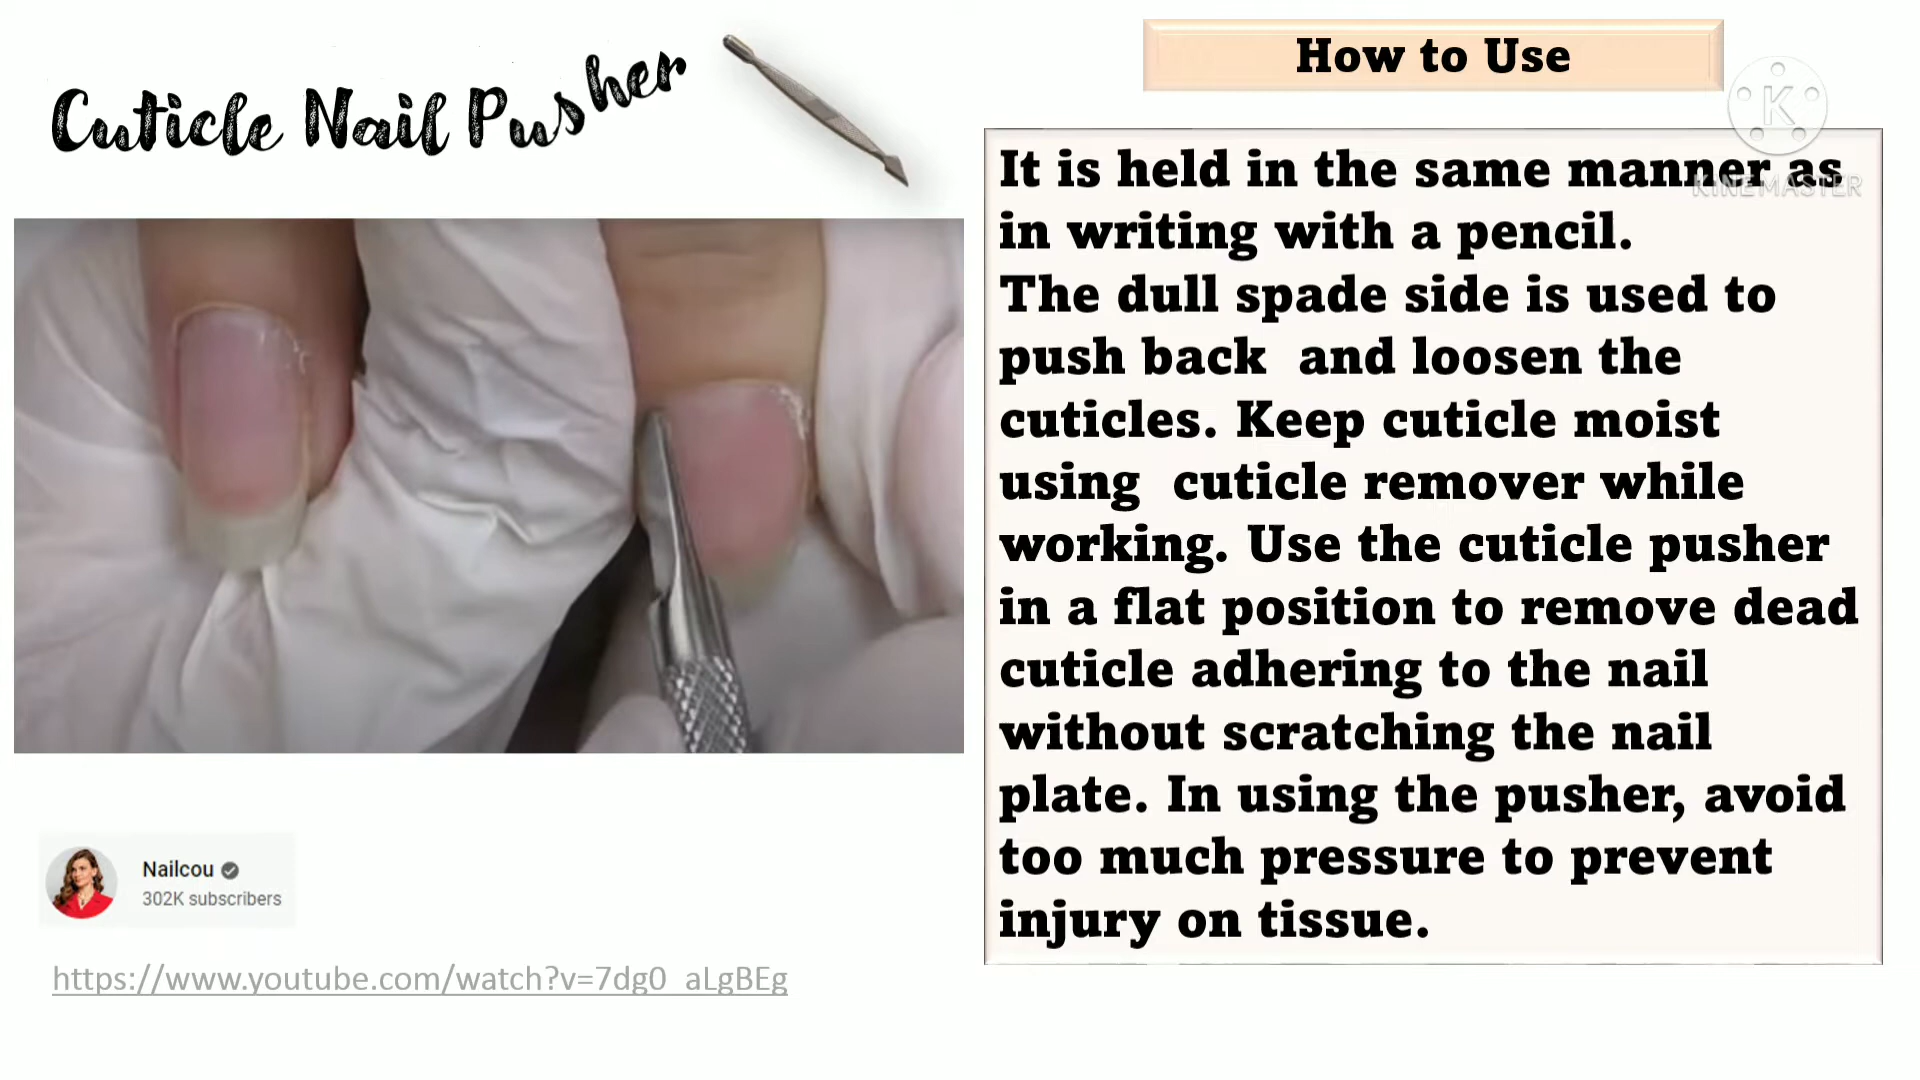 Cuticle Nail Pusher
How to Use
K
KINEMASTER
It is held in the same manner as
in writing with a pencil.
The dull spade side is used to
push back  and loosen the
cuticles. Keep cuticle moist
using  cuticle remover while
working. Use the cuticle pusher
in a flat position to remove dead
cuticle adhering to the nail
without scratching the nail
plate. In using the pusher, avoid
too much pressure to prevent
injury on tissue.
Nailcou
302K subscribers
https://www.youtube.com/watch?v=7dg0_aLgBEg